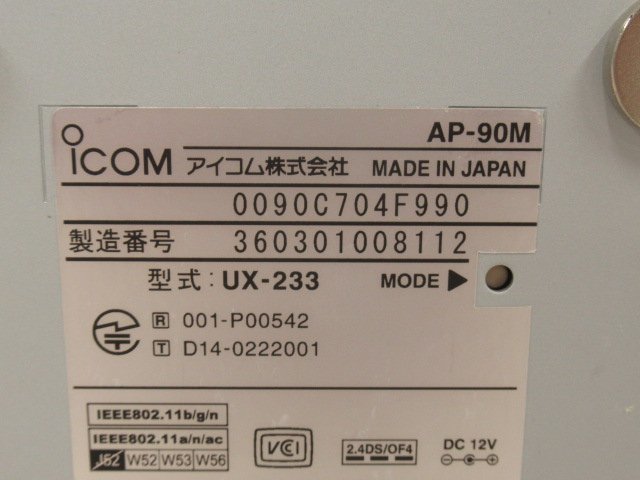 AP-90M
ICOM アイコム株式会社 MADE IN JAPAN
0090C704F990
製造番号 360301008112
型式: UX-233 MODE ▶
R 001-P00542
T D14-0222001
IEEE802.11b/g/n
IEEE802.11a/n/ac
J52 W52 W53 W56
VCCI
2.4DS/OF4
DC 12V